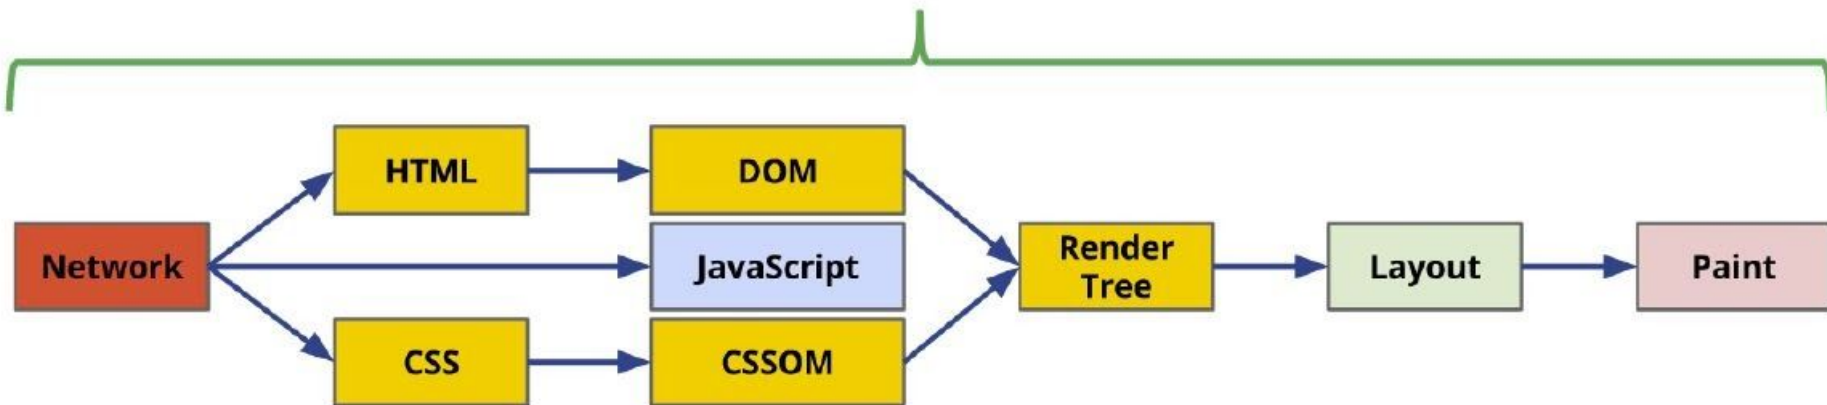 HTML
DOM
Network
JavaScript
Render
Tree
Layout
Paint
CSS
CSSOM